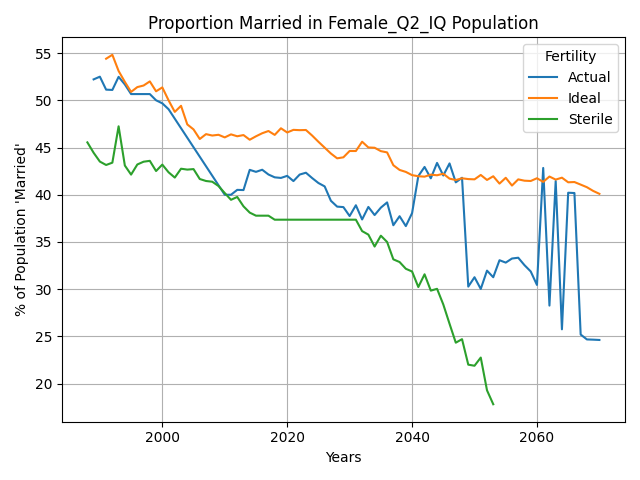 Proportion Married in Female_Q2_IQ Population
Fertility
Actual
Ideal
Sterile
% of Population 'Married'
55
50
45
40
35
30
25
20
2000
2020
2040
2060
Years